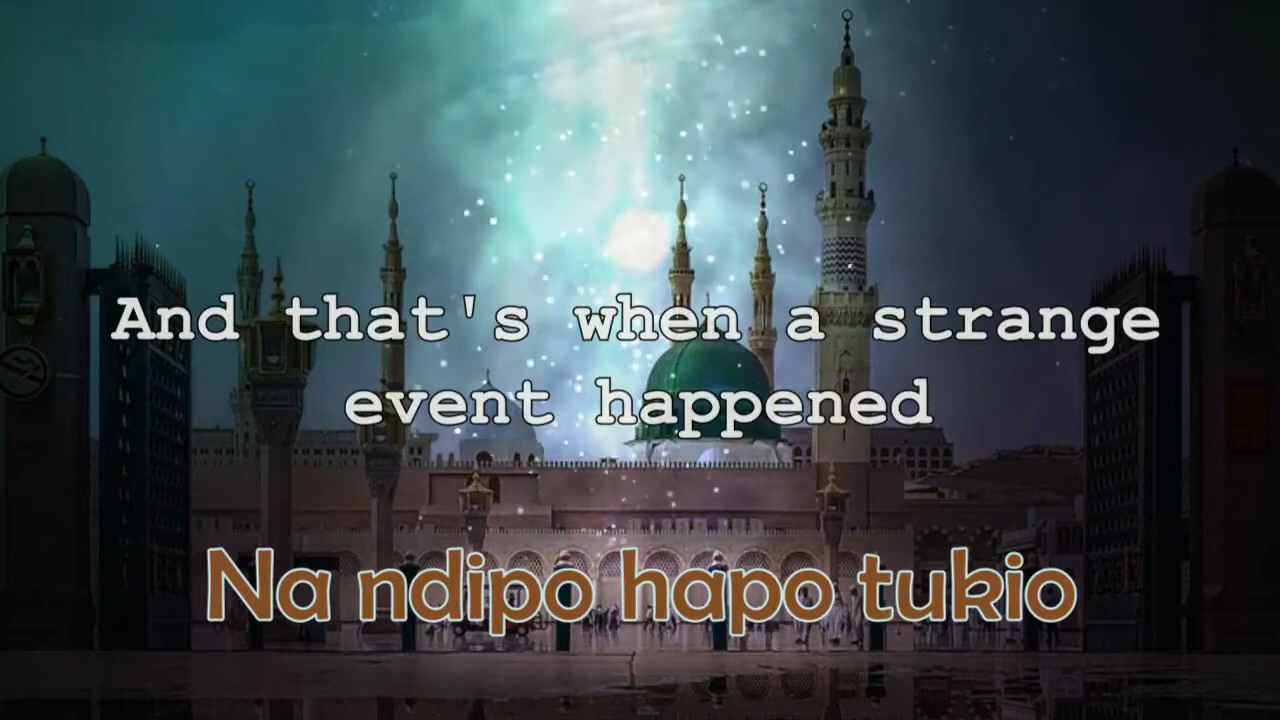 And that's when a strange
event happened
Na ndipo hapo tukio